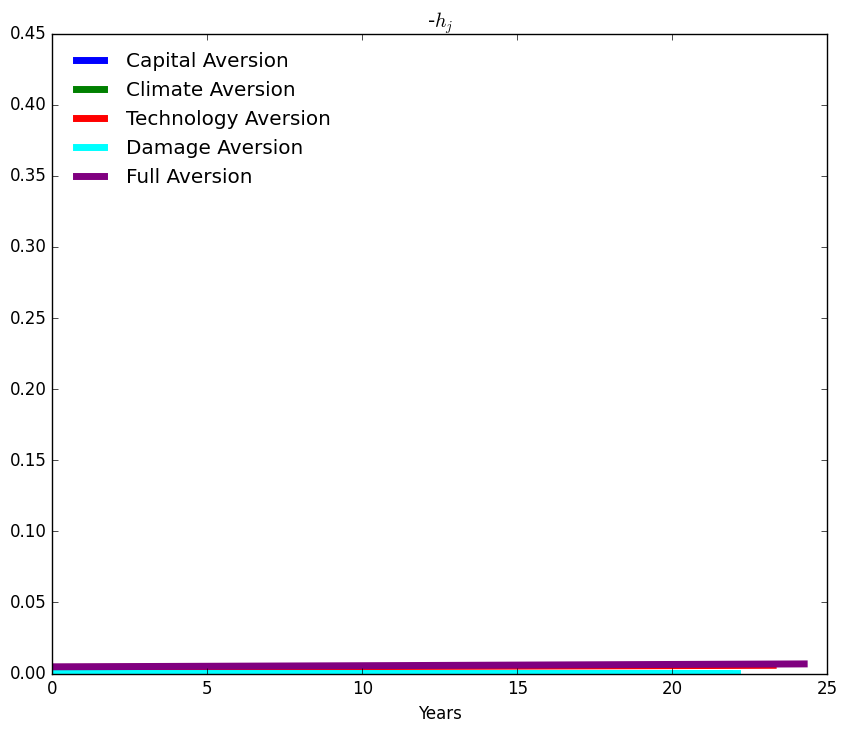 -h_j
0.45
Capital Aversion
Climate Aversion
0.40
Technology Aversion
Damage Aversion
0.35
Full Aversion
0.30
0.25
0.20
0.15
0.10
0.05
0.00
0 5 10 15 20 25
Years